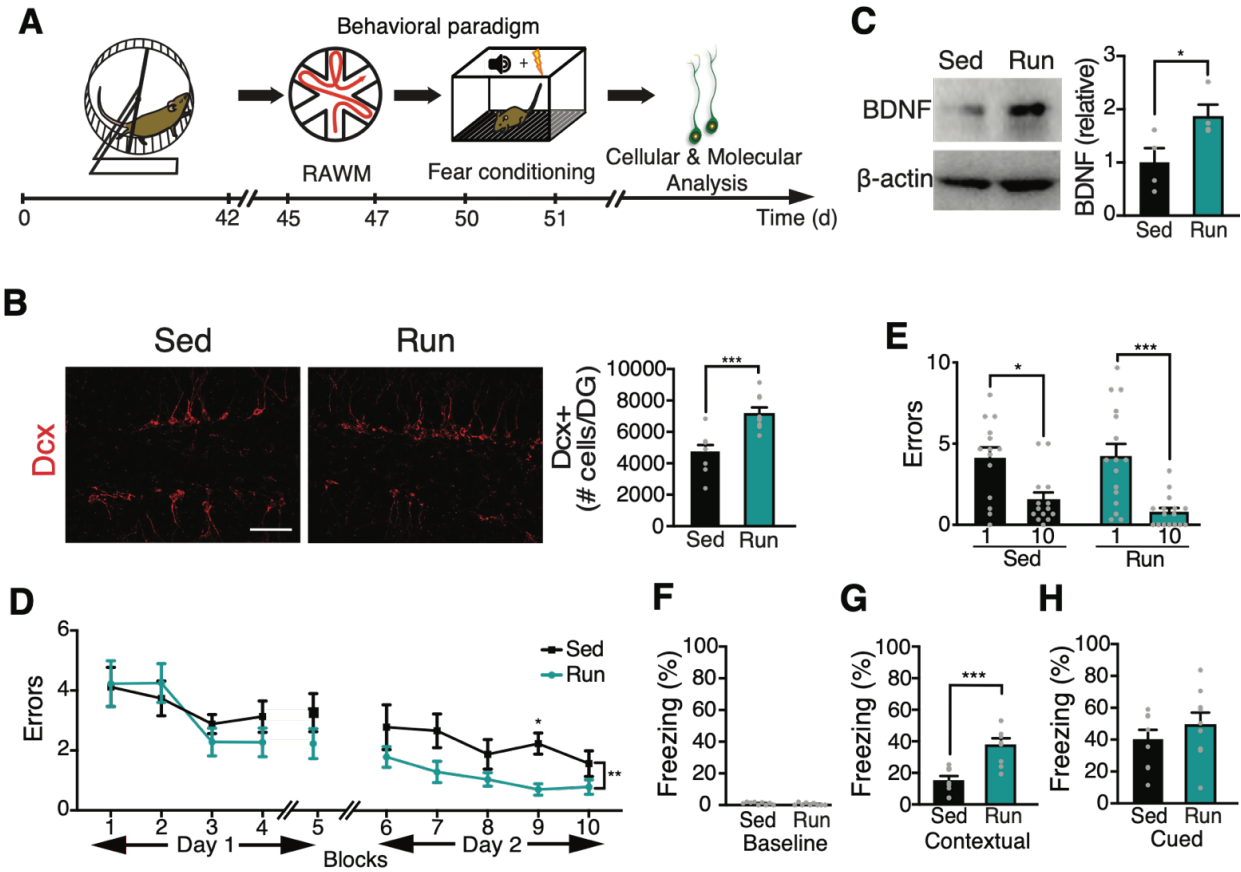 A
Behavioral paradigm
+
RAWM
Fear conditioning
Cellular & Molecular
Analysis
0
42
45
47
50
51
Time (d)
C
Sed Run
BDNF
β-actin
BDNF (relative)
3
2
1
0
*
Sed Run
B
Sed
Run
Dcx
Dcx+
(# cells/DG)
10000
8000
6000
4000
2000
0
***
Sed Run
E
Errors
10
5
0
*
***
1 10 1 10
Sed Run
D
Errors
6
4
2
0
Sed
Run
*
**
1 2 3 4 5 6 7 8 9 10
Day 1
Blocks
Day 2
F
Freezing (%)
100
80
60
40
20
0
Sed Run
Baseline
G
Freezing (%)
100
80
60
40
20
0
***
Sed Run
Contextual
H
Freezing (%)
100
80
60
40
20
0
Sed Run
Cued